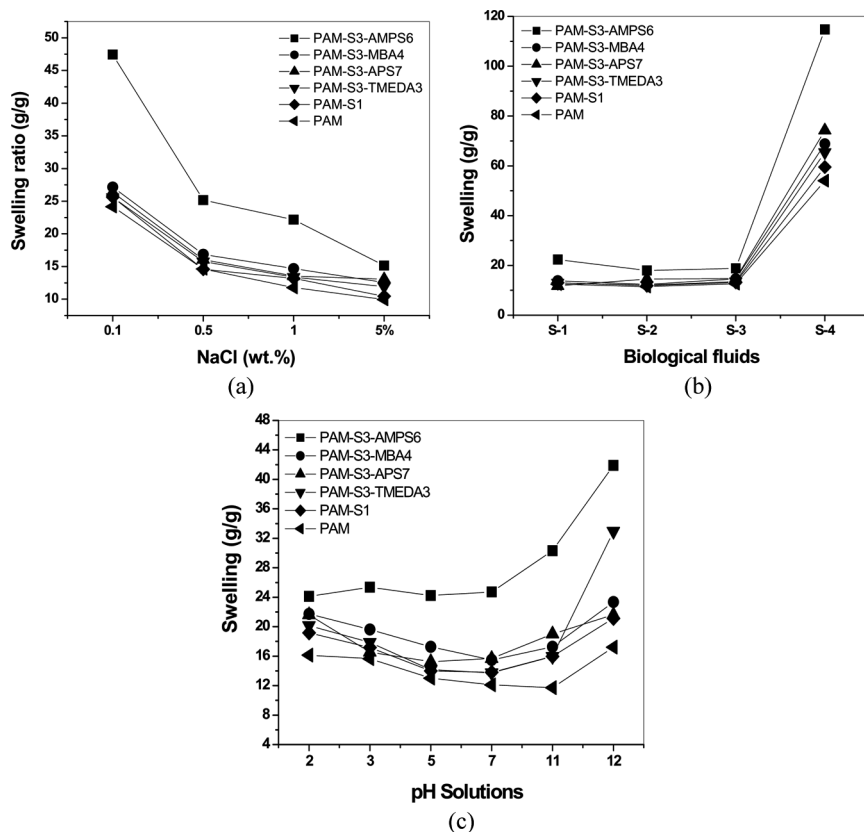 50
45
40
35
30
25
20
15
10
Swelling ratio (g/g)
PAM-S3-AMPS6
PAM-S3-MBA4
PAM-S3-APS7
PAM-S3-TMEDA3
PAM-S1
PAM
0.1 0.5 1 5%
NaCl (wt.%)
(a)
120
100
80
60
40
20
0
Swelling (g/g)
PAM-S3-AMPS6
PAM-S3-MBA4
PAM-S3-APS7
PAM-S3-TMEDA3
PAM-S1
PAM
S-1 S-2 S-3 S-4
Biological fluids
(b)
48
44
40
36
32
28
24
20
16
12
8
4
Swelling (g/g)
PAM-S3-AMPS6
PAM-S3-MBA4
PAM-S3-APS7
PAM-S3-TMEDA3
PAM-S1
PAM
2 3 5 7 11 12
pH Solutions
(c)